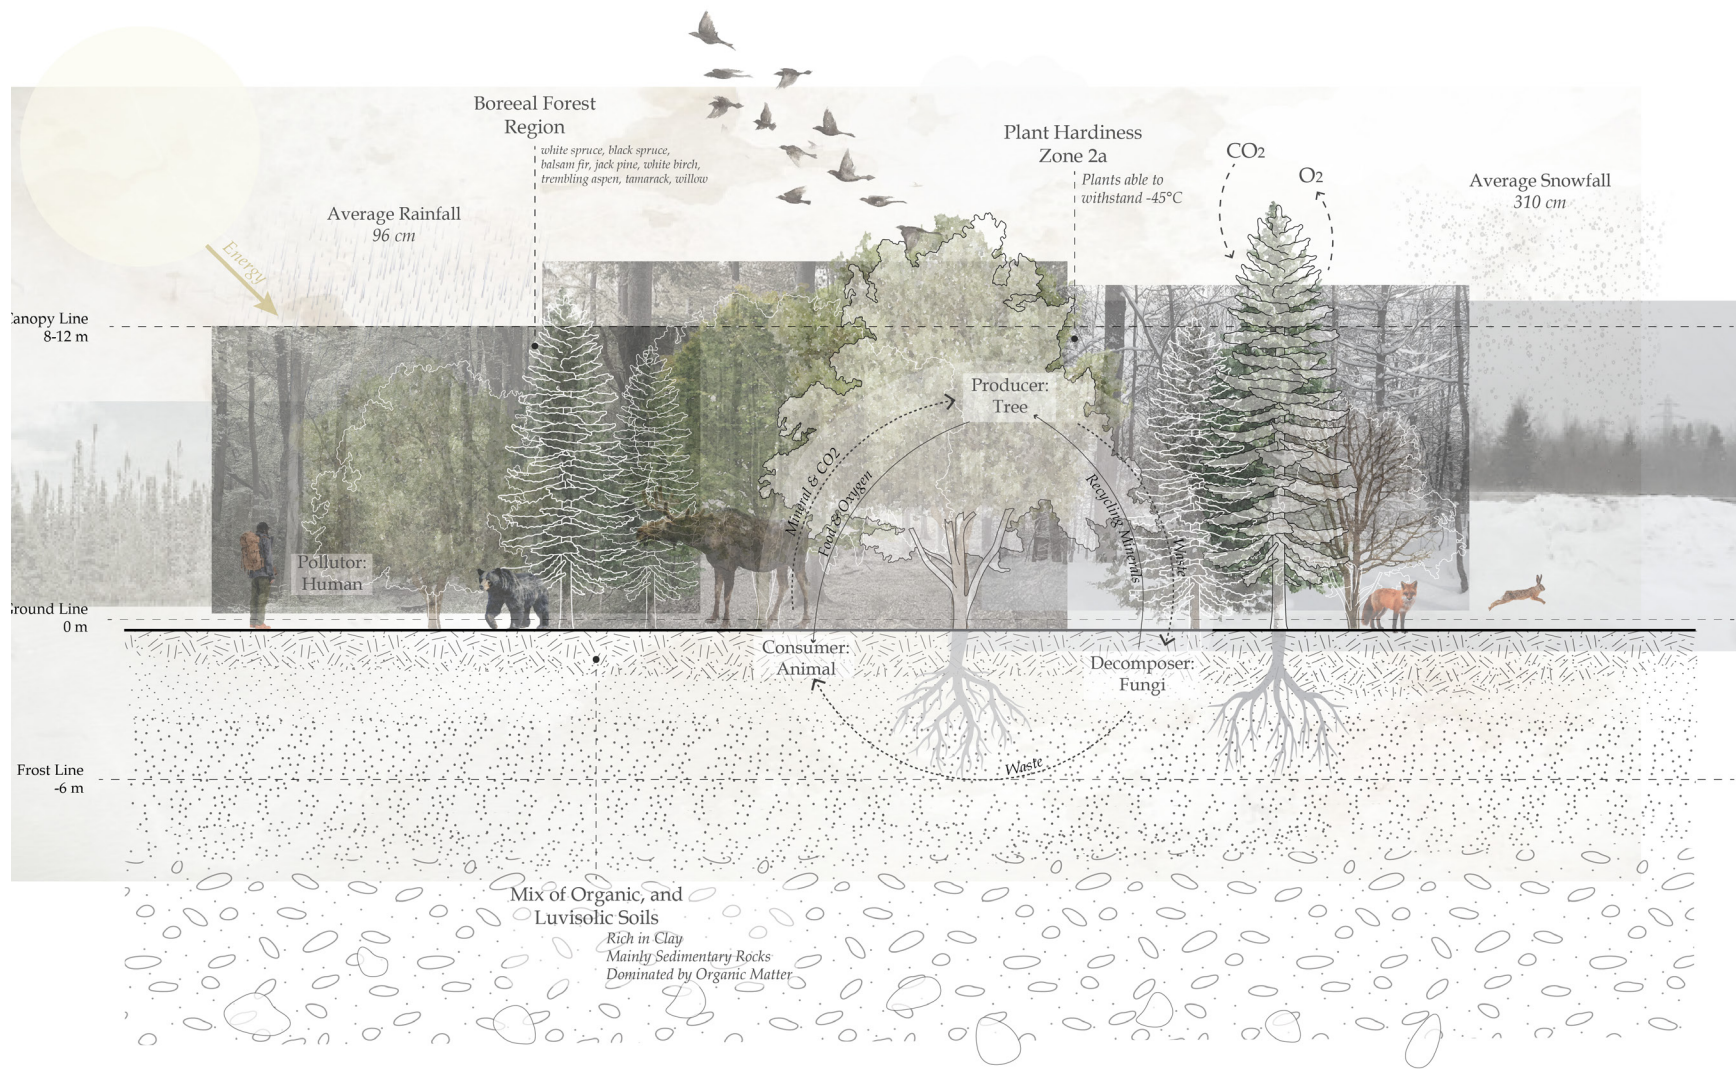 Boreeal Forest
Region
white spruce, black spruce,
balsam fir, jack pine, white birch,
trembling aspen, tamarack, willow
Plant Hardiness
Zone 2a
Plants able to
withstand -45°C
CO2
O2
Average Snowfall
310 cm
Average Rainfall
96 cm
Energy
anopy Line
8-12 m
Producer:
Tree
Mineral & CO2
Food & Oxygen
Recycling Minerals
Waste
Pollutor:
Human
round Line
0 m
Consumer:
Animal
Decomposer:
Fungi
Waste
Frost Line
-6 m
Mix of Organic, and
Luvisolic Soils
Rich in Clay
Mainly Sedimentary Rocks
Dominated by Organic Matter